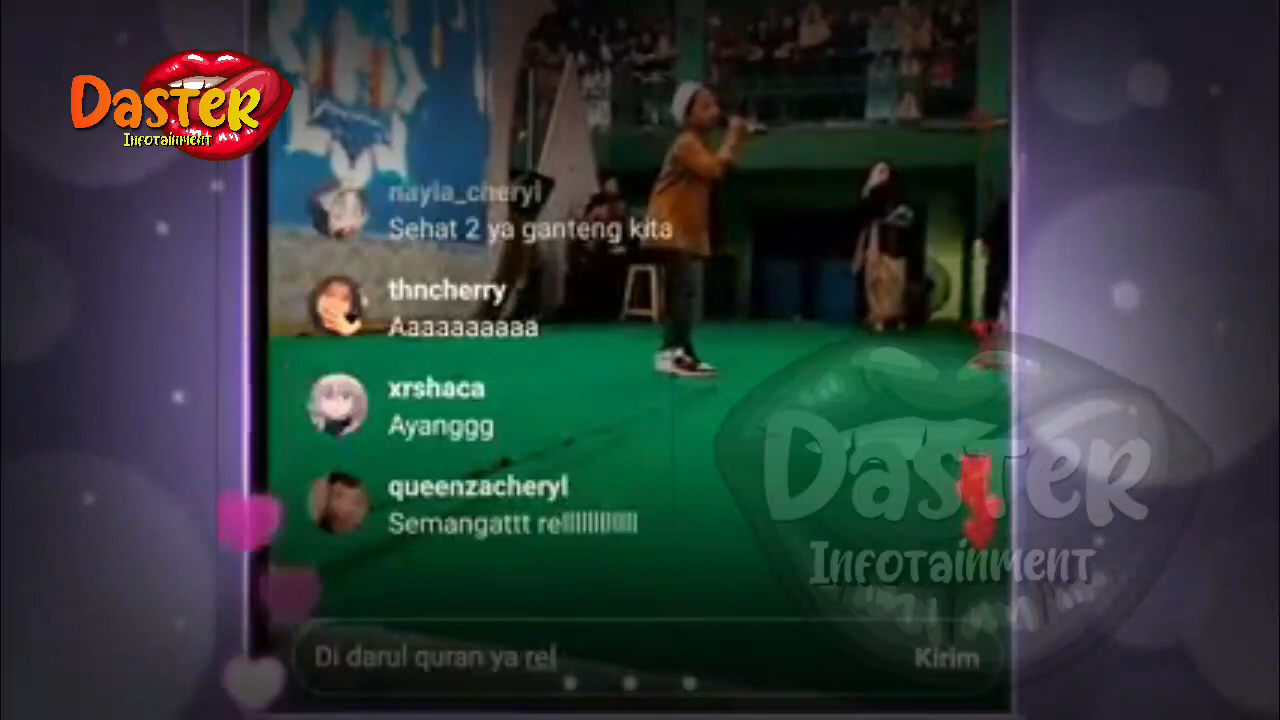 DASTER
INFOTAINMENT
nayla_cheryl
Sehat 2 ya ganteng kita
thncherry
Aaaaaaaaaa
xrshaca
Ayanggg
queenzacheryl
Semangattt relllllllllllll
DASTER
INFOTAINMENT
Di darul quran ya rel
Kirim